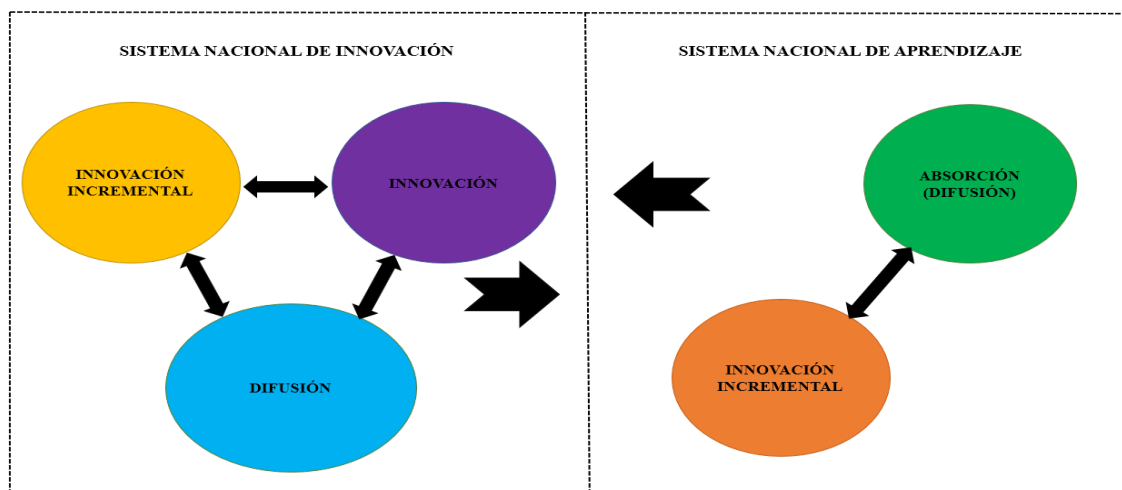 SISTEMA NACIONAL DE INNOVACIÓN
SISTEMA NACIONAL DE APRENDIZAJE
INNOVACIÓN
INCREMENTAL
INNOVACIÓN
ABSORCIÓN
(DIFUSIÓN)
DIFUSIÓN
INNOVACIÓN
INCREMENTAL